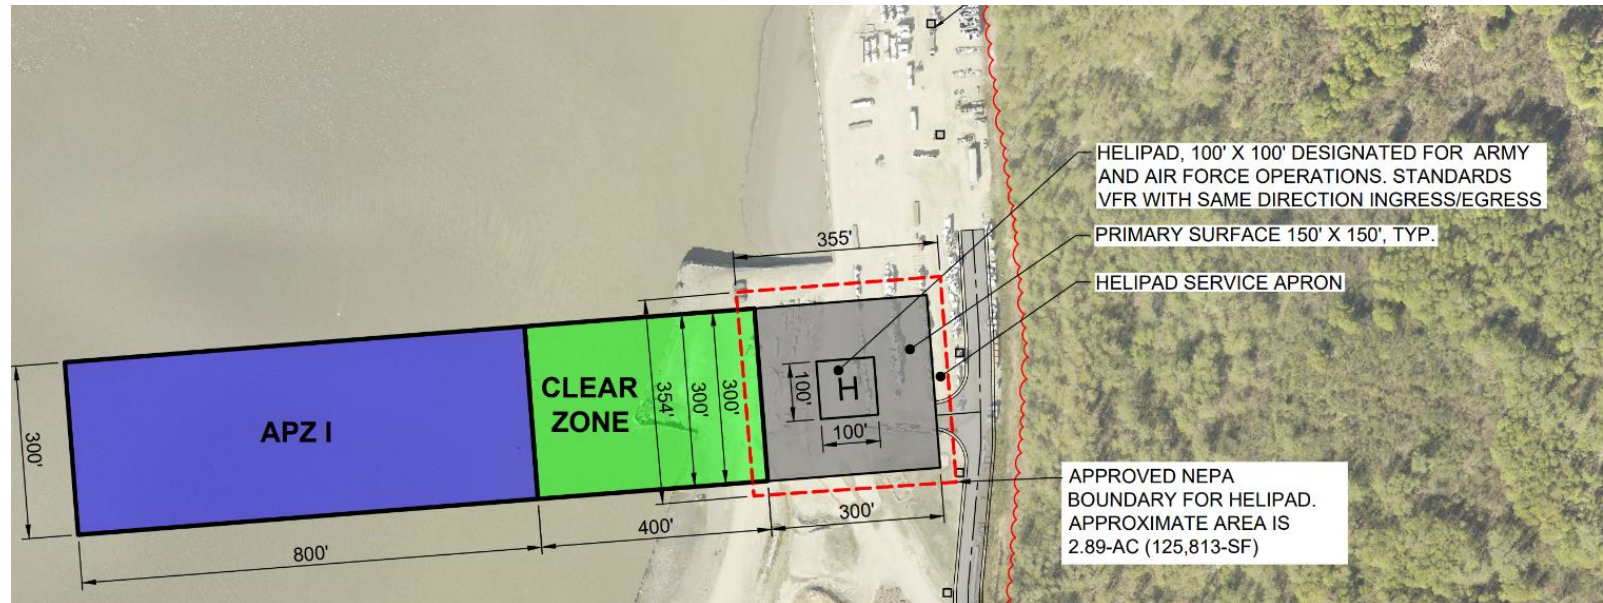 HELIPAD, 100' X 100' DESIGNATED FOR ARMY
AND AIR FORCE OPERATIONS. STANDARDS
VFR WITH SAME DIRECTION INGRESS/EGRESS
355'
PRIMARY SURFACE 150' X 150', TYP.
HELIPAD SERVICE APRON
300'
APZ I
CLEAR
ZONE
354'
300'
300'
100'
H
100'
800'
400'
300'
APPROVED NEPA
BOUNDARY FOR HELIPAD.
APPROXIMATE AREA IS
2.89-AC (125,813-SF)